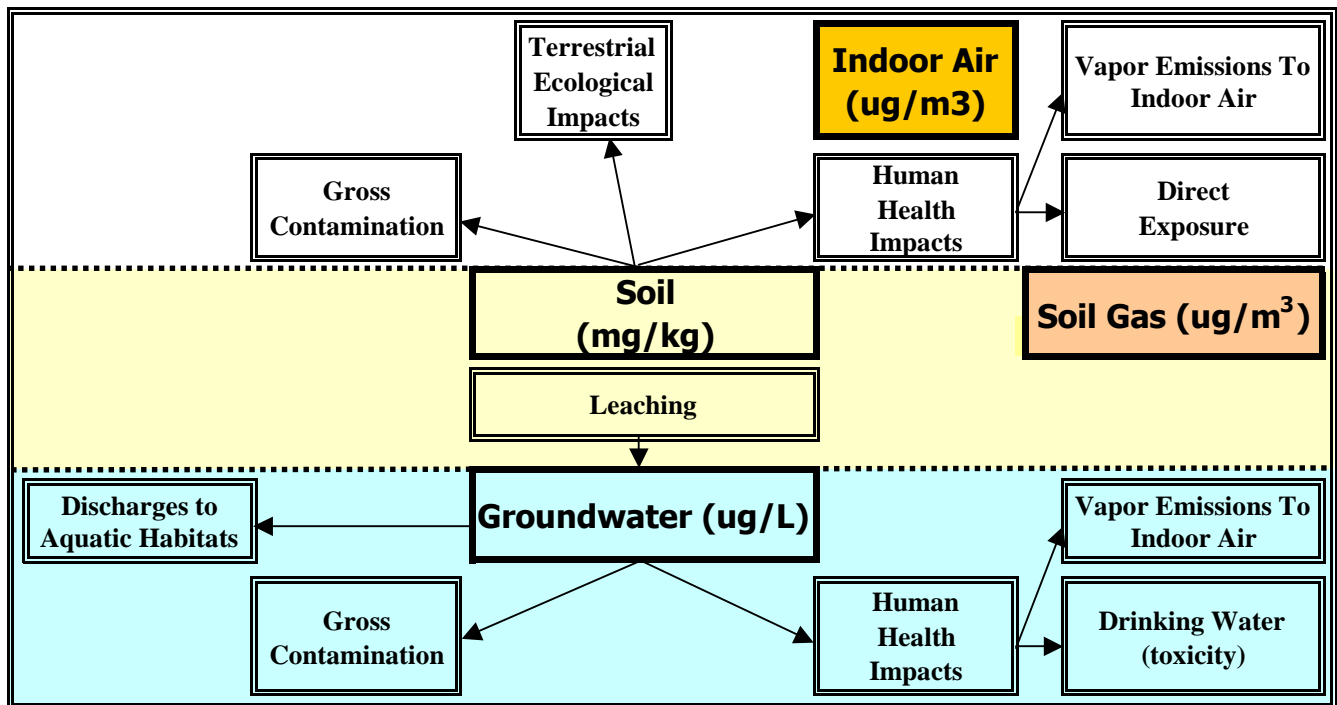 Terrestrial
Ecological
Impacts
Indoor Air
(ug/m3)
Vapor Emissions To
Indoor Air
Gross
Contamination
Human
Health
Impacts
Direct
Exposure
Soil
(mg/kg)
Soil Gas (ug/m³)
Leaching
Discharges to
Aquatic Habitats
Groundwater (ug/L)
Vapor Emissions To
Indoor Air
Gross
Contamination
Human
Health
Impacts
Drinking Water
(toxicity)